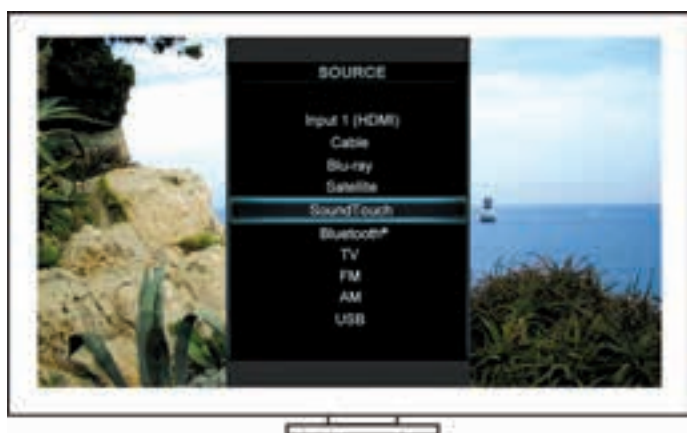 SOURCE
Input 1 (HDMI)
Cable
Blu-ray
Satellite
SoundTouch
Bluetooth®
TV
FM
AM
USB